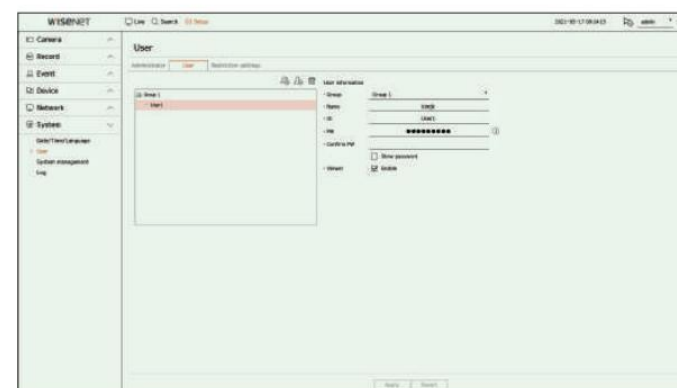 WISENET Live Search Setup admin
Camera
Record
Event
Device
Network
System
Date/Time/Language
User
System management
Log
User
Administrator User Restriction settings
User information
Group 1
User1
- Group Group 1
- Name
- ID User1
- PW ●●●●●●●●●
- Confirm PW
Show password
- Viewer Enable
Apply Revert